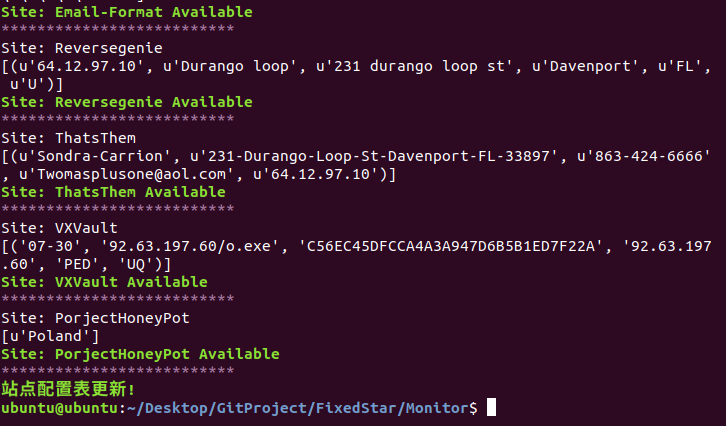 Site: Email-Format Available
**************************
Site: Reversegenie
[(u'64.12.97.10', u'Durango loop', u'231 durango loop st', u'Davenport', u'FL',
 u'U')]
Site: Reversegenie Available
**************************
Site: ThatsThem
[(u'Sondra-Carrion', u'231-Durango-Loop-St-Davenport-FL-33897', u'863-424-6666'
, u'Twomasplusone@aol.com', u'64.12.97.10')]
Site: ThatsThem Available
**************************
Site: VXVault
[('07-30', '92.63.197.60/o.exe', 'C56EC45DFCCA4A3A947D6B5B1ED7F22A', '92.63.197
.60', 'PED', 'UQ')]
Site: VXVault Available
**************************
Site: PorjectHoneyPot
[u'Poland']
Site: PorjectHoneyPot Available
**************************
站点配置表更新!
ubuntu@ubuntu:~/Desktop/GitProject/FixedStar/Monitor$